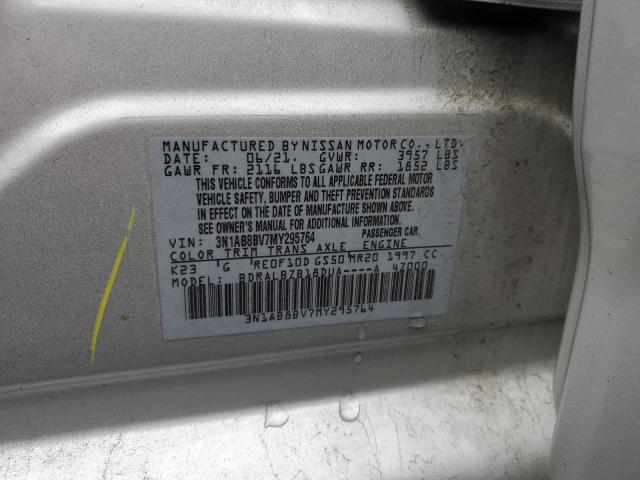 MANUFACTURED BY NISSAN MOTOR CO., LTD.
DATE: 06/21. GVWR: 3957 LBS
GAWR FR: 2116 LBS GAWR RR: 1852 LBS
THIS VEHICLE CONFORMS TO ALL APPLICABLE FEDERAL MOTOR
VEHICLE SAFETY, BUMPER AND THEFT PREVENTION STANDARDS
IN EFFECT ON THE DATE OF MANUFACTURE SHOWN ABOVE.
SEE OWNER'S MANUAL FOR ADDITIONAL INFORMATION.
VIN: 3N1AB8BV7MY295764 PASSENGER CAR.
COLOR TRIM TRANS AXLE ENGINE
K23 'G RE0F10D GS50 MR20 1997 CC
MODEL: BDRALBZB18DUA----A 47000
3N1AB8BV7MY295764